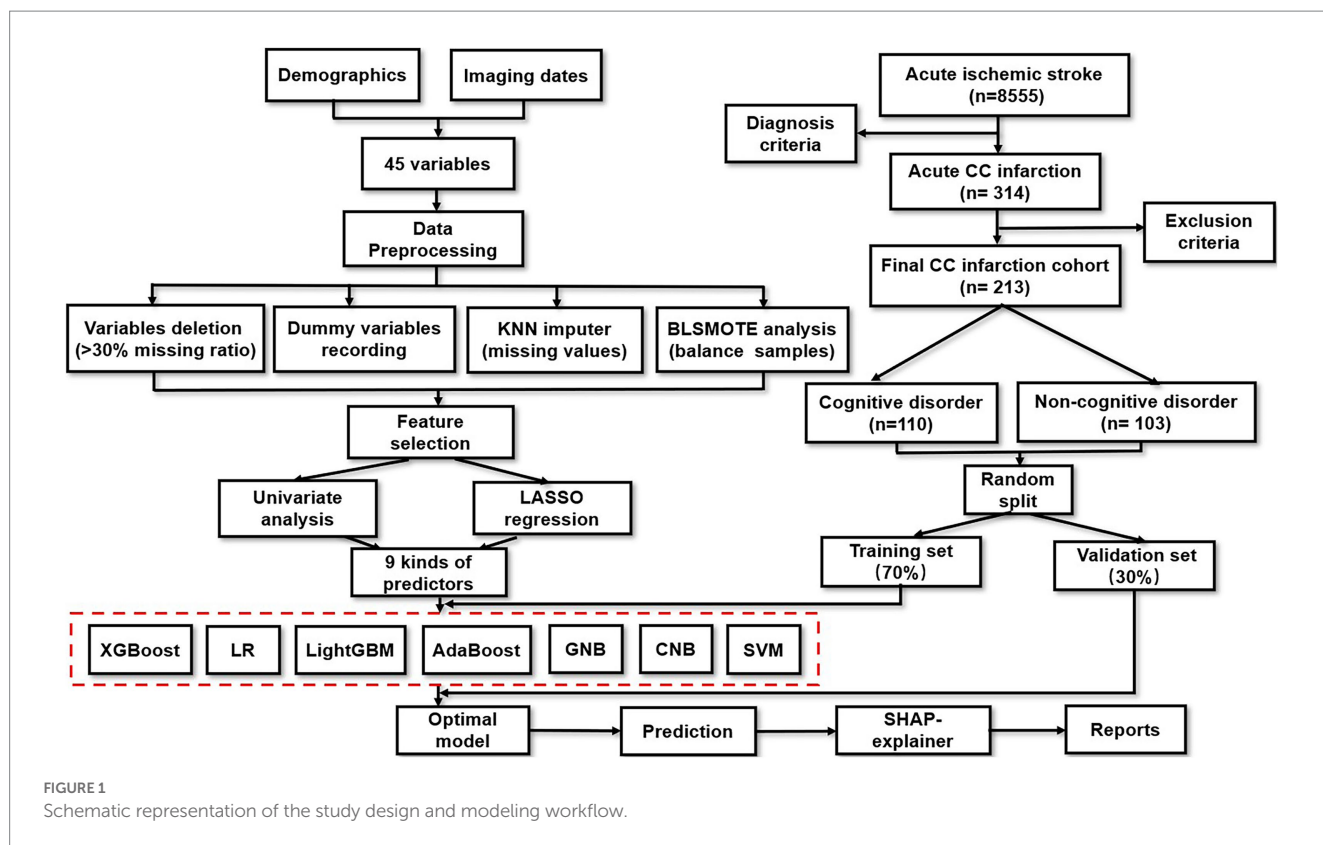 Demographics
Imaging dates
45 variables
Data
Preprocessing
Variables deletion
(>30% missing ratio)
Dummy variables
recording
KNN imputer
(missing values)
BLSMOTE analysis
(balance samples)
Feature
selection
Univariate
analysis
LASSO
regression
9 kinds of
predictors
Acute ischemic stroke
(n=8555)
Diagnosis
criteria
Acute CC infarction
(n= 314)
Exclusion
criteria
Final CC infarction cohort
(n= 213)
Cognitive disorder
(n=110)
Non-cognitive disorder
(n= 103)
Random
split
Training set
(70%)
Validation set
(30%)
XGBoost
LR
LightGBM
AdaBoost
GNB
CNB
SVM
Optimal
model
Prediction
SHAP-
explainer
Reports
FIGURE 1
Schematic representation of the study design and modeling workflow.